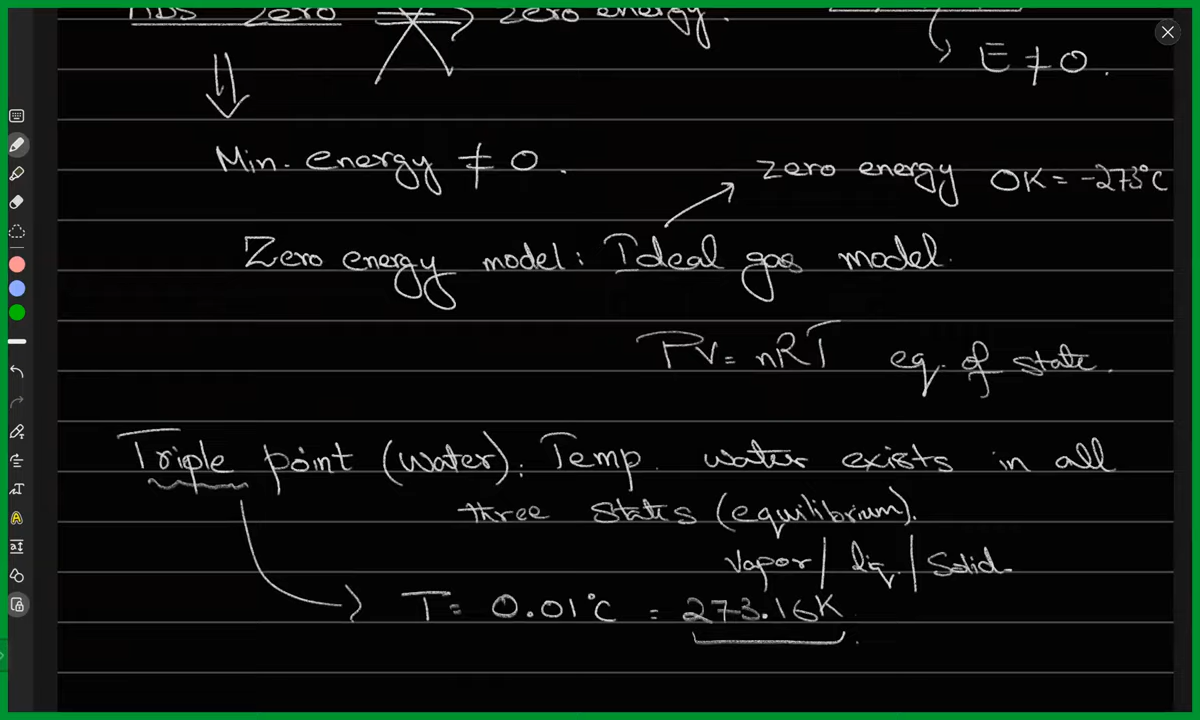 Abs Zero ⇏ zero energy.
E ≠ 0.
Min. energy ≠ 0.
zero energy 0K = -273°C
Zero energy model: Ideal gas model.
PV = nRT eq. of state.
Triple point (water). Temp. water exists in all
three states (equilibrium).
Vapor / liq. / Solid
T = 0.01°C = 273.16K.